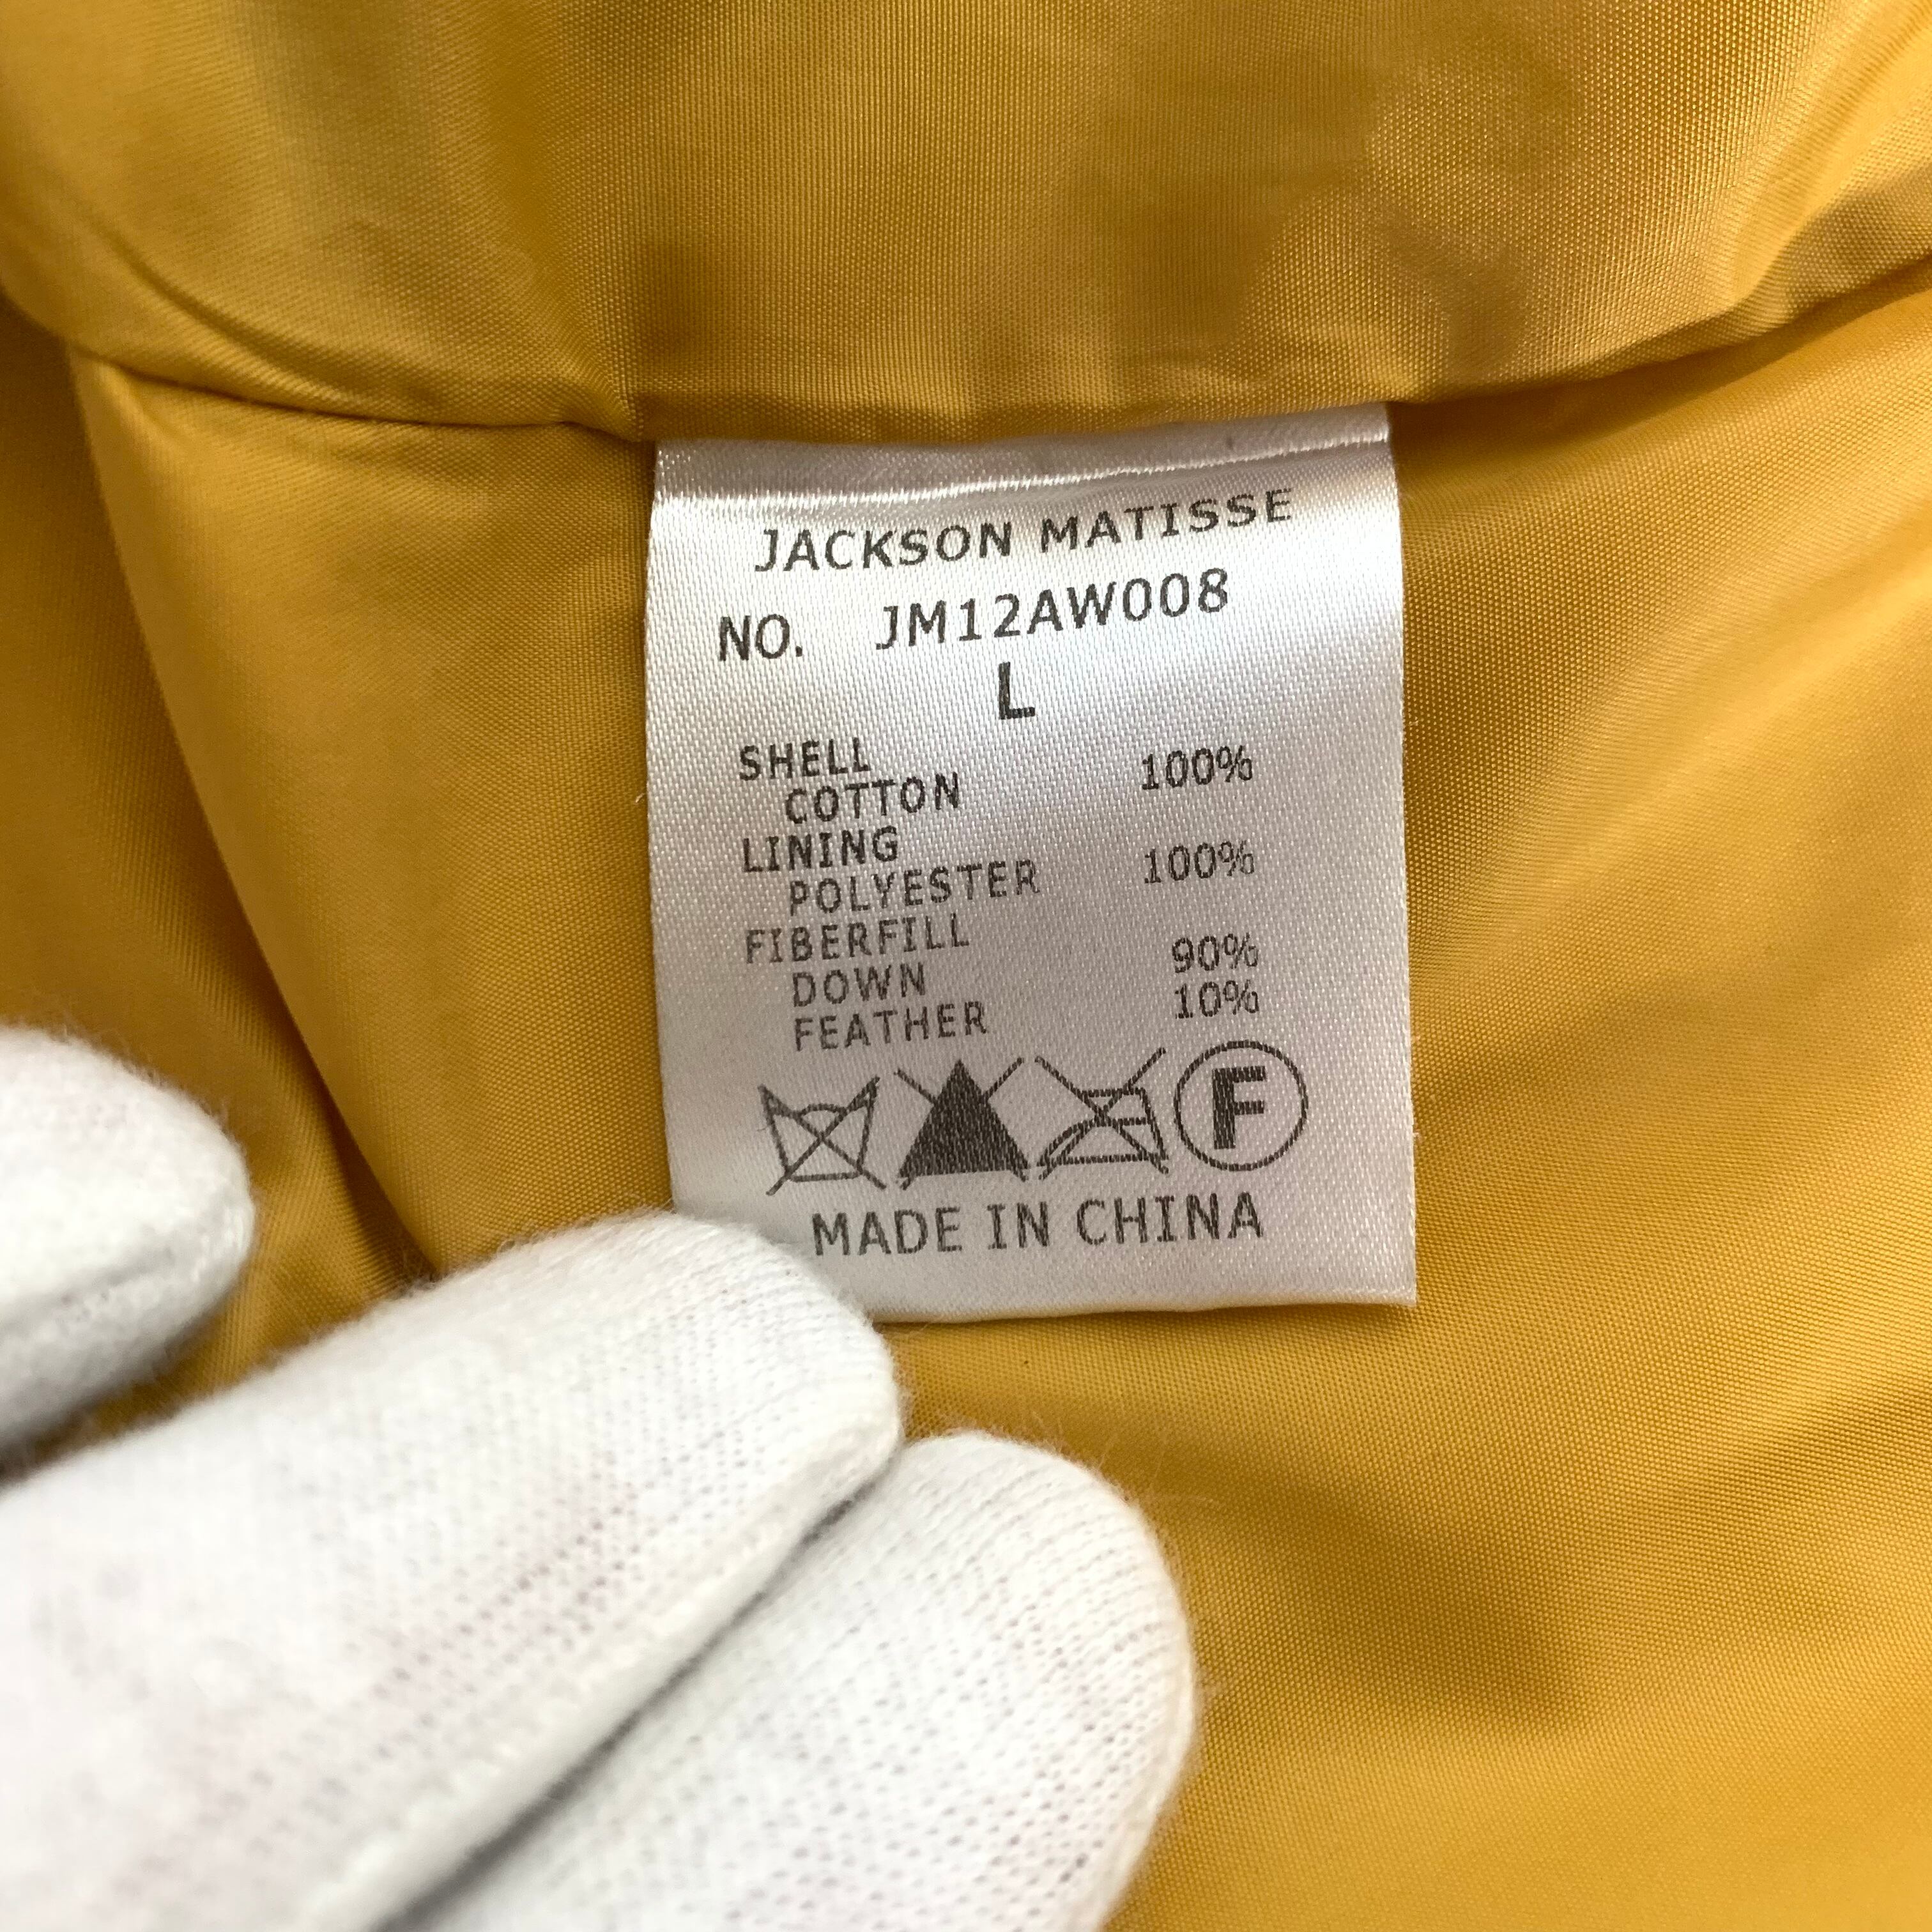 JACKSON MATISSE
NO. JM12AW008
L
SHELL
COTTON 100%
LINING
POLYESTER 100%
FIBERFILL
DOWN 90%
FEATHER 10%
F
MADE IN CHINA